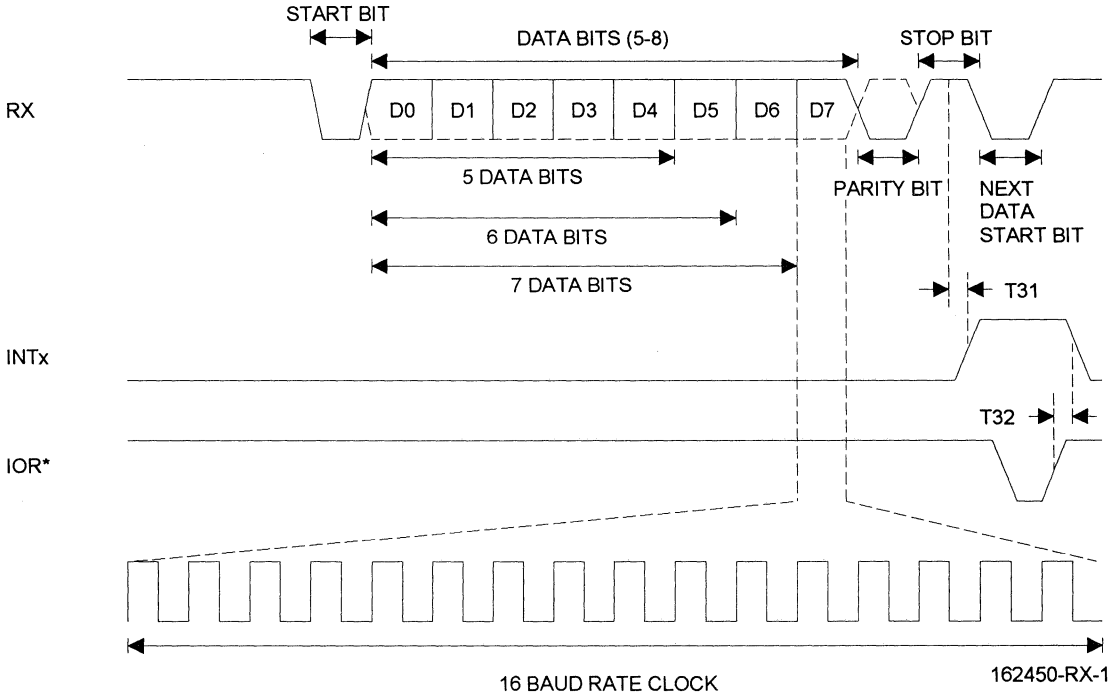 START BIT
DATA BITS (5-8)
STOP BIT
RX
D0 D1 D2 D3 D4 D5 D6 D7
5 DATA BITS
PARITY BIT
NEXT
DATA
START BIT
6 DATA BITS
7 DATA BITS
T31
INTx
T32
IOR*
16 BAUD RATE CLOCK
162450-RX-1